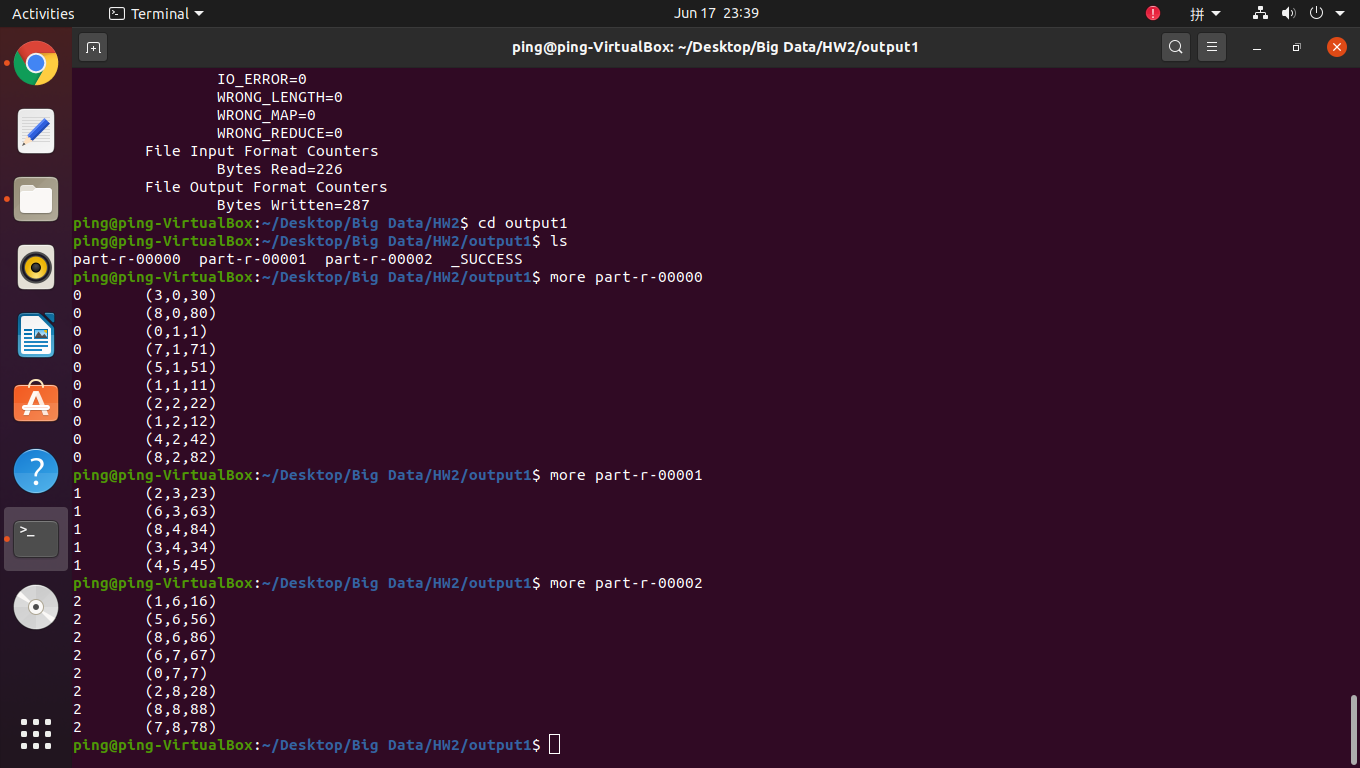 Activities Terminal Jun 17 23:39 拼
ping@ping-VirtualBox: ~/Desktop/Big Data/HW2/output1
IO_ERROR=0
WRONG_LENGTH=0
WRONG_MAP=0
WRONG_REDUCE=0
File Input Format Counters
Bytes Read=226
File Output Format Counters
Bytes Written=287
ping@ping-VirtualBox:~/Desktop/Big Data/HW2$ cd output1
ping@ping-VirtualBox:~/Desktop/Big Data/HW2/output1$ ls
part-r-00000 part-r-00001 part-r-00002 _SUCCESS
ping@ping-VirtualBox:~/Desktop/Big Data/HW2/output1$ more part-r-00000
0 (3,0,30)
0 (8,0,80)
0 (0,1,1)
0 (7,1,71)
0 (5,1,51)
0 (1,1,11)
0 (2,2,22)
0 (1,2,12)
0 (4,2,42)
0 (8,2,82)
ping@ping-VirtualBox:~/Desktop/Big Data/HW2/output1$ more part-r-00001
1 (2,3,23)
1 (6,3,63)
1 (8,4,84)
1 (3,4,34)
1 (4,5,45)
ping@ping-VirtualBox:~/Desktop/Big Data/HW2/output1$ more part-r-00002
2 (1,6,16)
2 (5,6,56)
2 (8,6,86)
2 (6,7,67)
2 (0,7,7)
2 (2,8,28)
2 (8,8,88)
2 (7,8,78)
ping@ping-VirtualBox:~/Desktop/Big Data/HW2/output1$